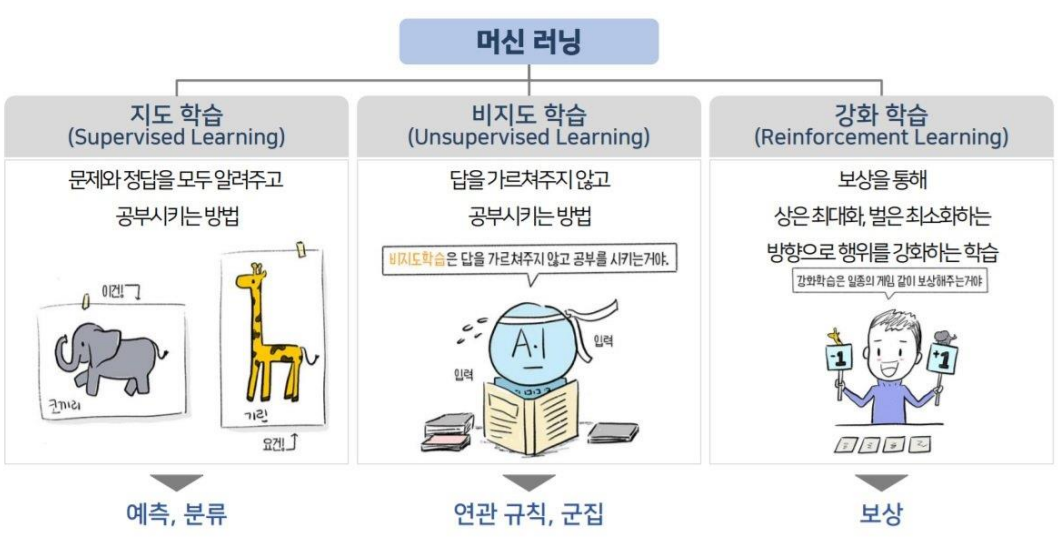 머신 러닝
지도 학습
(Supervised Learning)
문제와 정답을 모두 알려주고
공부시키는 방법
이건!
코끼리
기린
요건!
예측, 분류
비지도 학습
(Unsupervised Learning)
답을 가르쳐주지 않고
공부시키는 방법
비지도학습은 답을 가르쳐주지 않고 공부를 시키는거야.
A.I
입력
입력
연관 규칙, 군집
강화 학습
(Reinforcement Learning)
보상을 통해
상은 최대화, 벌은 최소화하는
방향으로 행위를 강화하는 학습
강화학습은 일종의 게임 같이 보상해주는거야
-1
+1
보상